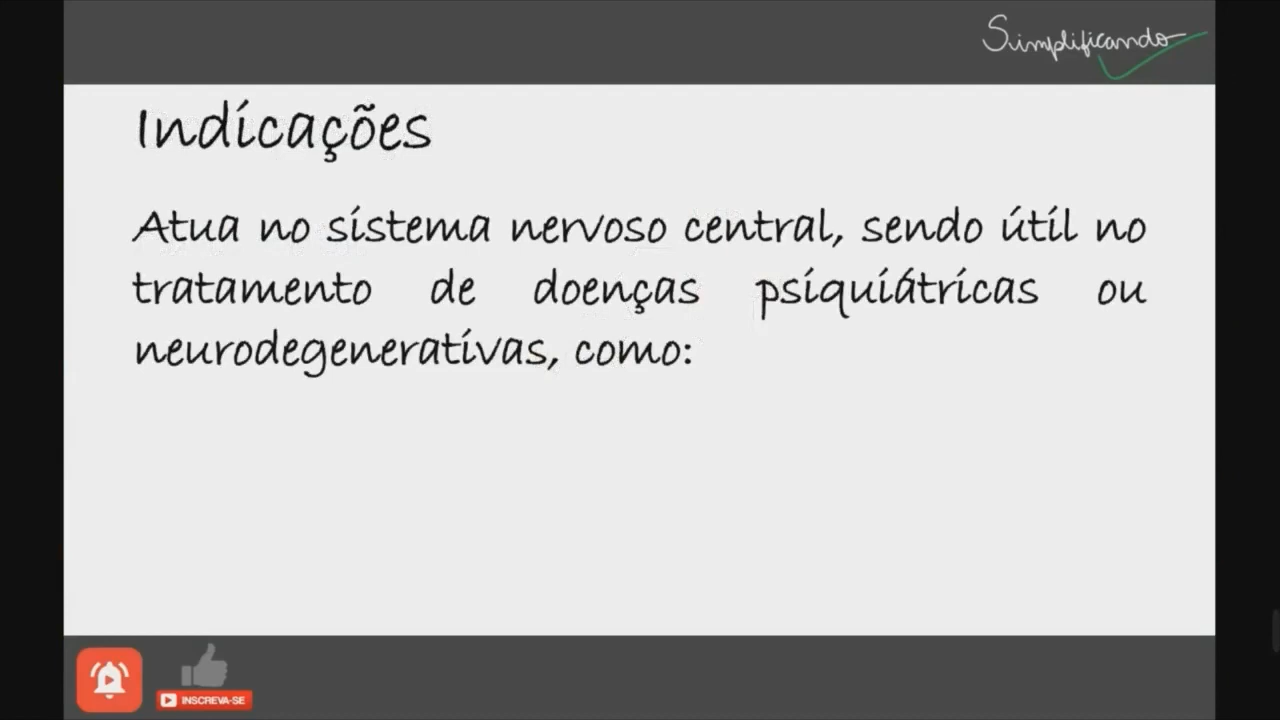 Simplificando
Indicações
Atua no sistema nervoso central, sendo útil no
tratamento de doenças psiquiátricas ou
neurodegenerativas, como:
INSCREVA-SE